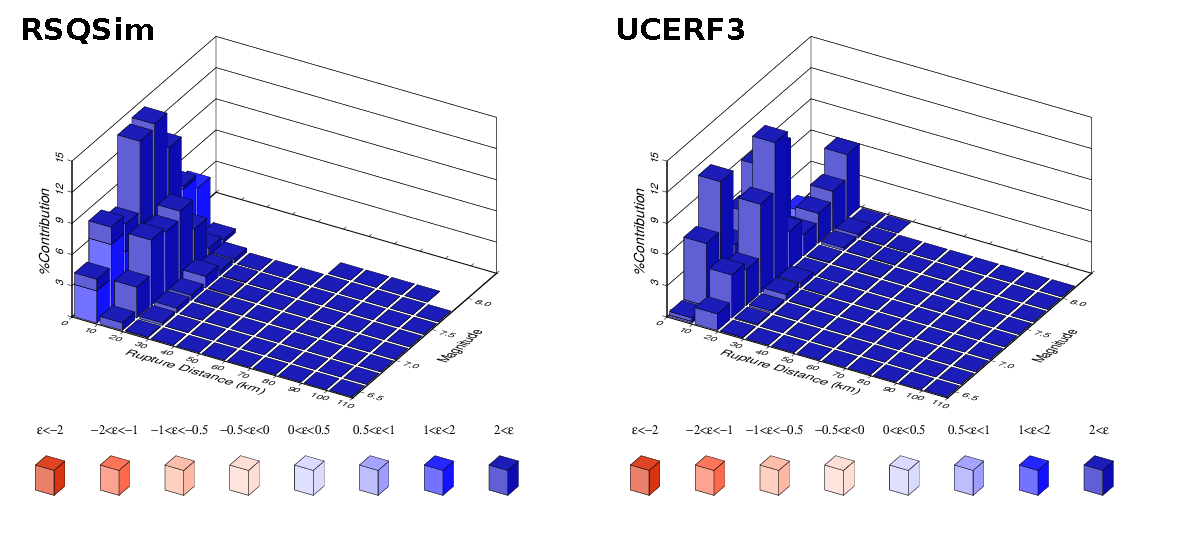 RSQSim
%Contribution
15
12
9
6
3
0
10
20
30
40
50
60
70
80
90
100
110
Rupture Distance (km)
6.5
7.0
7.5
8.0
Magnitude
ε<−2
−2<ε<−1
−1<ε<−0.5
−0.5<ε<0
0<ε<0.5
0.5<ε<1
1<ε<2
2<ε
UCERF3
%Contribution
15
12
9
6
3
0
10
20
30
40
50
60
70
80
90
100
110
Rupture Distance (km)
6.5
7.0
7.5
8.0
Magnitude
ε<−2
−2<ε<−1
−1<ε<−0.5
−0.5<ε<0
0<ε<0.5
0.5<ε<1
1<ε<2
2<ε